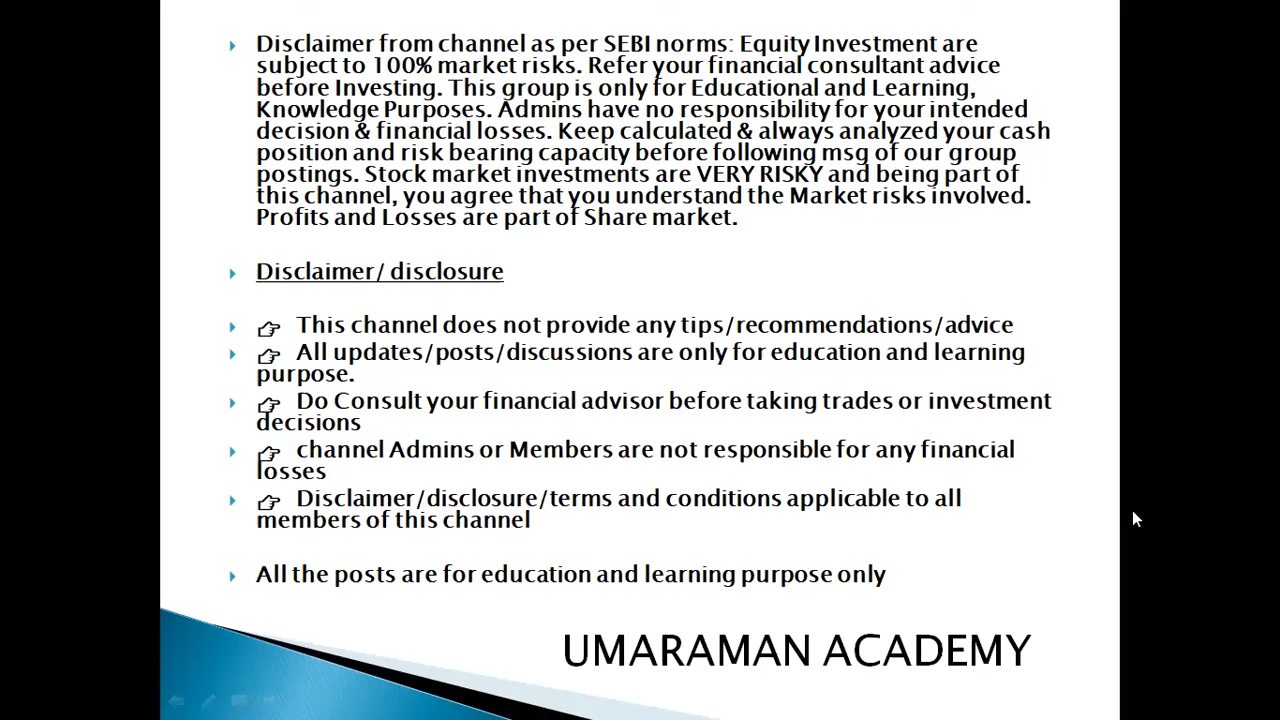 Disclaimer from channel as per SEBI norms: Equity Investment are
subject to 100% market risks. Refer your financial consultant advice
before Investing. This group is only for Educational and Learning,
Knowledge Purposes. Admins have no responsibility for your intended
decision & financial losses. Keep calculated & always analyzed your cash
position and risk bearing capacity before following msg of our group
postings. Stock market investments are VERY RISKY and being part of
this channel, you agree that you understand the Market risks involved.
Profits and Losses are part of Share market.
Disclaimer/ disclosure
👉 This channel does not provide any tips/recommendations/advice
👉 All updates/posts/discussions are only for education and learning
purpose.
👉 Do Consult your financial advisor before taking trades or investment
decisions
👉 channel Admins or Members are not responsible for any financial
losses
👉 Disclaimer/disclosure/terms and conditions applicable to all
members of this channel
All the posts are for education and learning purpose only
UMARAMAN ACADEMY